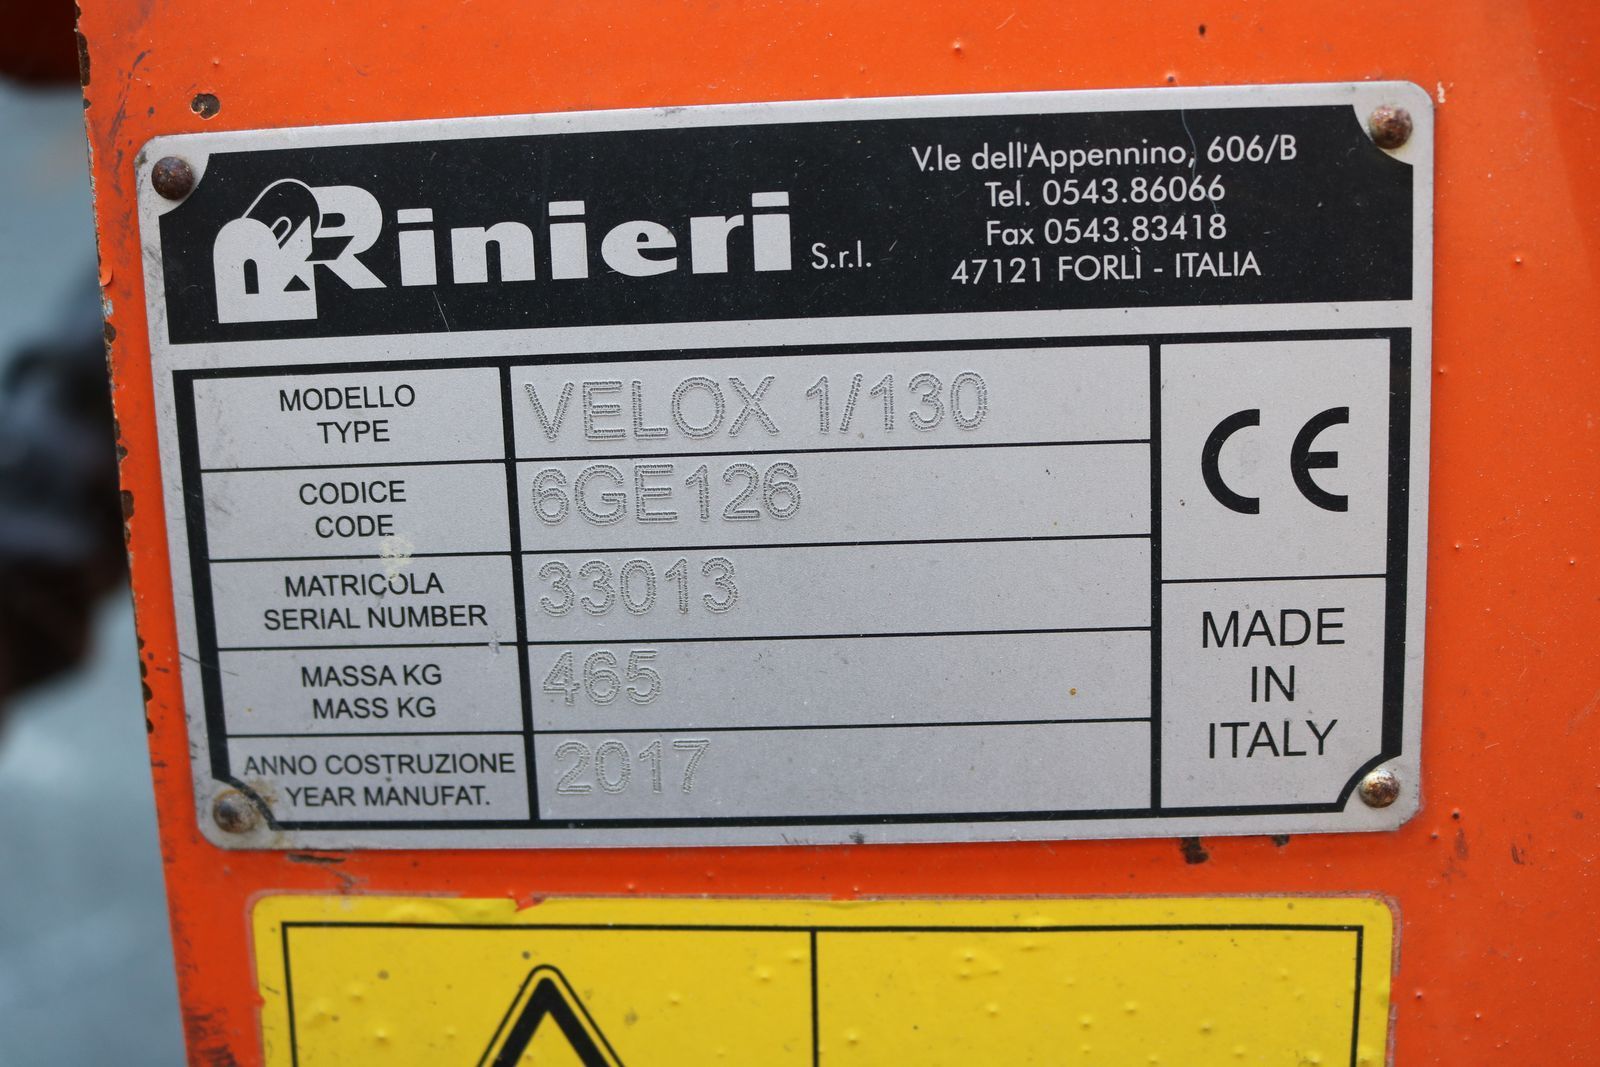 Rinieri S.r.l.
V.le dell'Appennino, 606/B
Tel. 0543.86066
Fax 0543.83418
47121 FORLÌ - ITALIA
MODELLO
TYPE
VELOX 1/130
CODICE
CODE
6GE126
MATRICOLA
SERIAL NUMBER
33013
MASSA KG
MASS KG
465
ANNO COSTRUZIONE
YEAR MANUFAT.
2017
CE
MADE
IN
ITALY